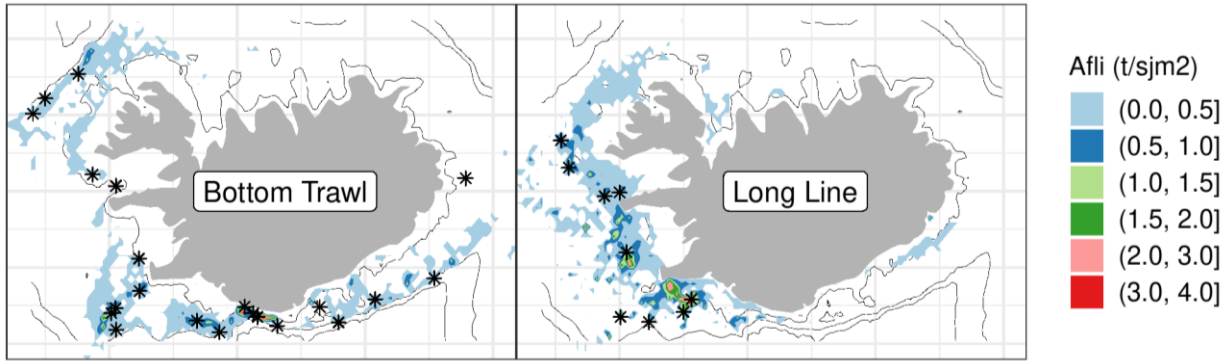 Bottom Trawl
Long Line
Afli (t/sjm2)
(0.0, 0.5]
(0.5, 1.0]
(1.0, 1.5]
(1.5, 2.0]
(2.0, 3.0]
(3.0, 4.0]